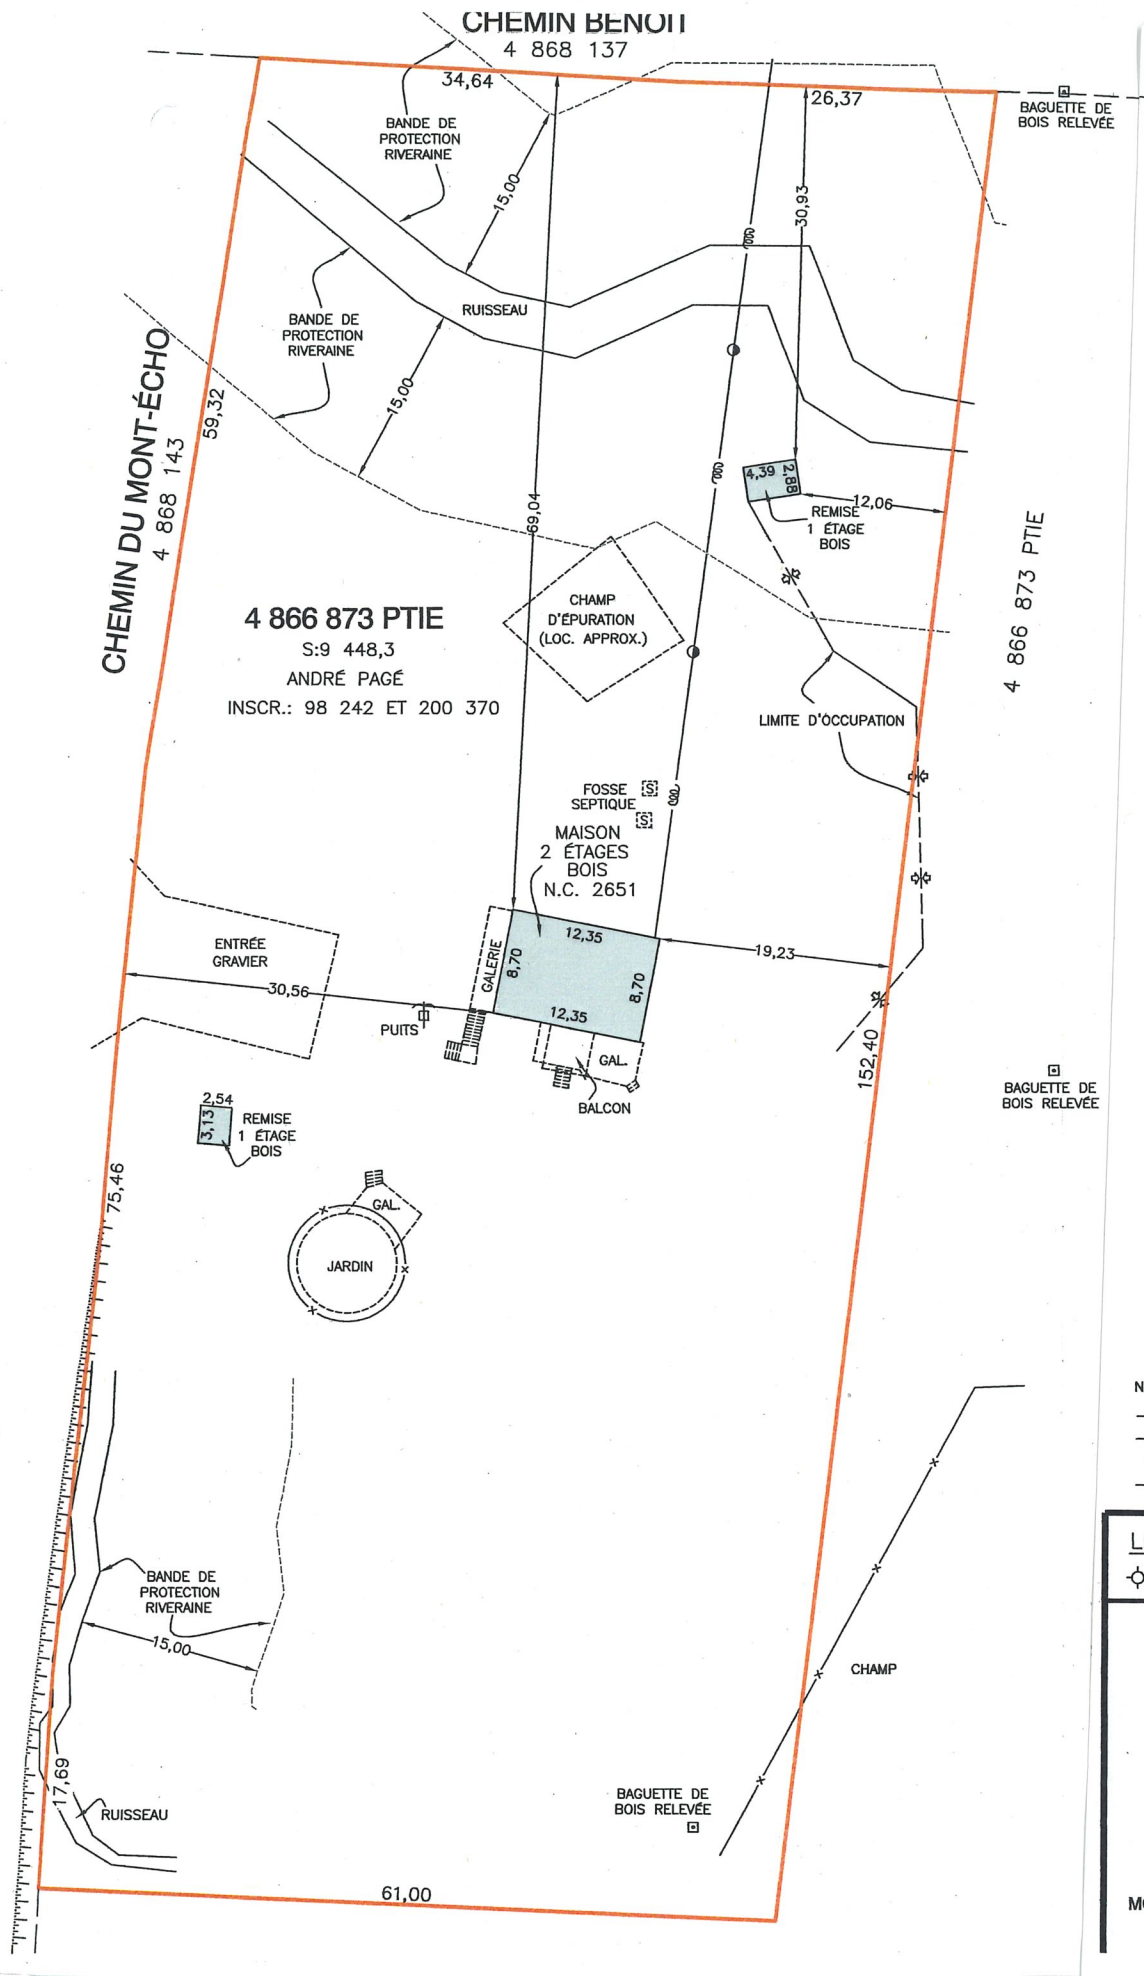 CHEMIN BENOIT
4 868 137
34,64
26,37
BAGUETTE DE
BOIS RELEVÉE
BANDE DE
PROTECTION
RIVERAINE
15,00
30,93
RUISSEAU
BANDE DE
PROTECTION
RIVERAINE
15,00
CHEMIN DU MONT-ÉCHO
4 868 143
59,32
69,04
4,39
2,88
12,06
REMISE
1 ÉTAGE
BOIS
4 866 873 PTIE
CHAMP
D'ÉPURATION
(LOC. APPROX.)
4 866 873 PTIE
S:9 448,3
ANDRÉ PAGÉ
INSCR.: 98 242 ET 200 370
LIMITE D'OCCUPATION
FOSSE
SEPTIQUE
S
S
MAISON
2 ÉTAGES
BOIS
N.C. 2651
ENTRÉE
GRAVIER
GALERIE
8,70
12,35
8,70
12,35
19,23
30,56
PUITS
GAL.
BALCON
152,40
BAGUETTE DE
BOIS RELEVÉE
2,54
3,13
REMISE
1 ÉTAGE
BOIS
75,46
GAL.
JARDIN
BANDE DE
PROTECTION
RIVERAINE
15,00
CHAMP
17,69
RUISSEAU
BAGUETTE DE
BOIS RELEVÉE
61,00